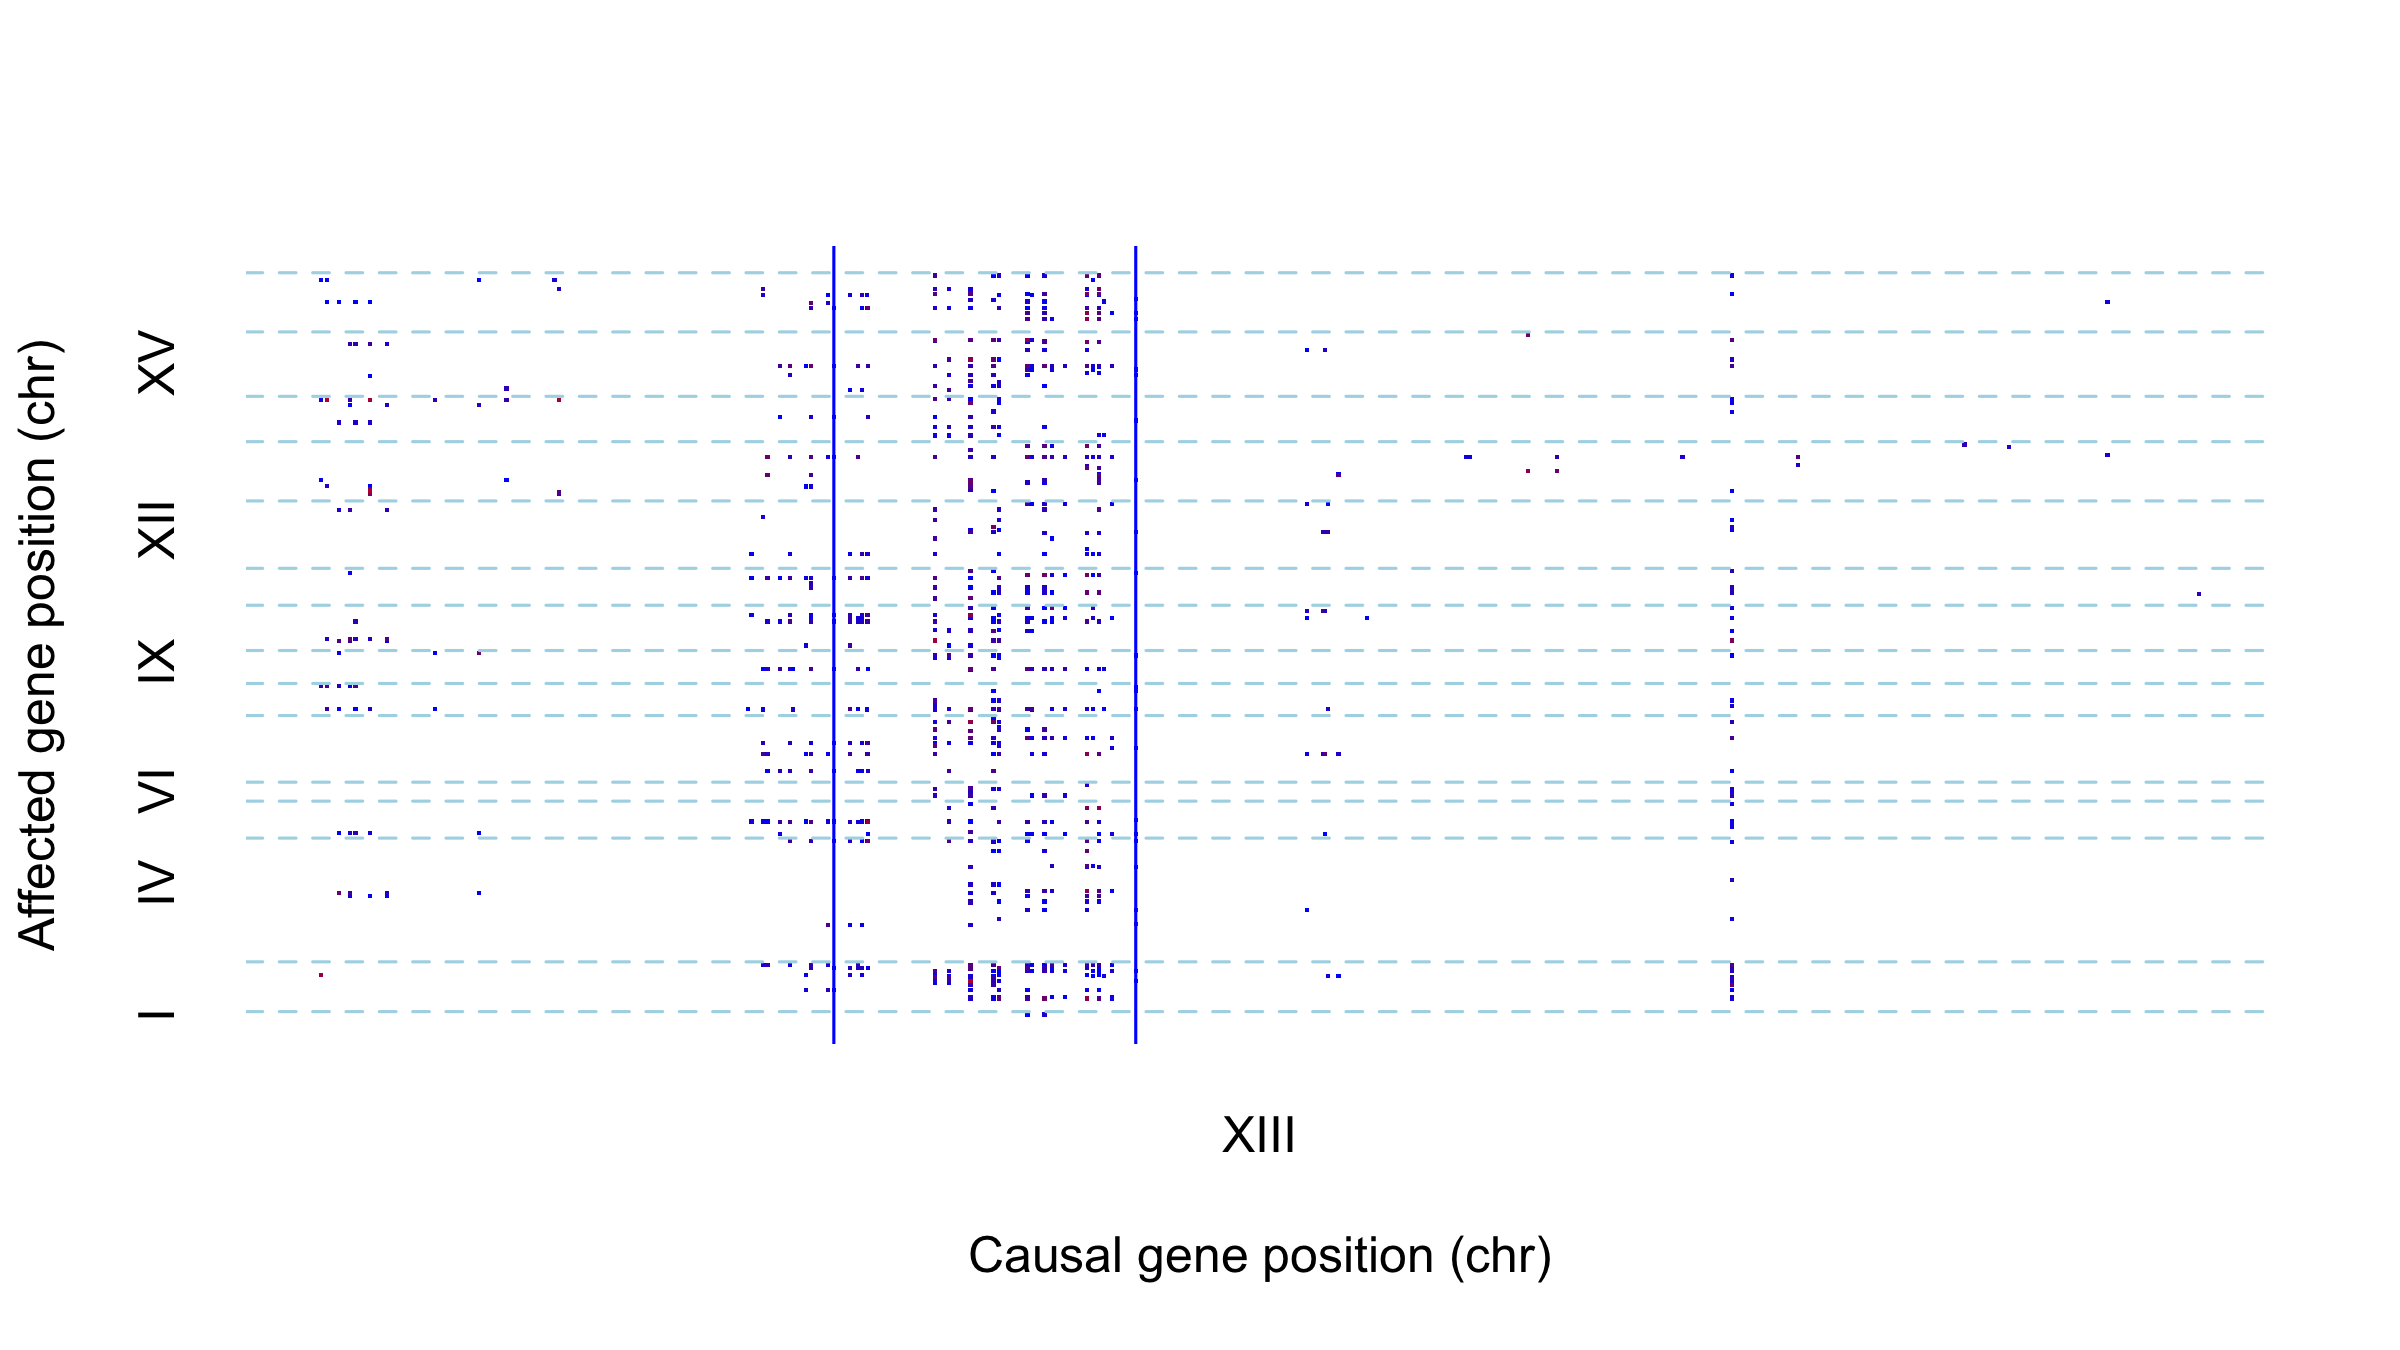 Affected gene position (chr)
XV
XII
IX
VI
IV
I
XIII
Causal gene position (chr)